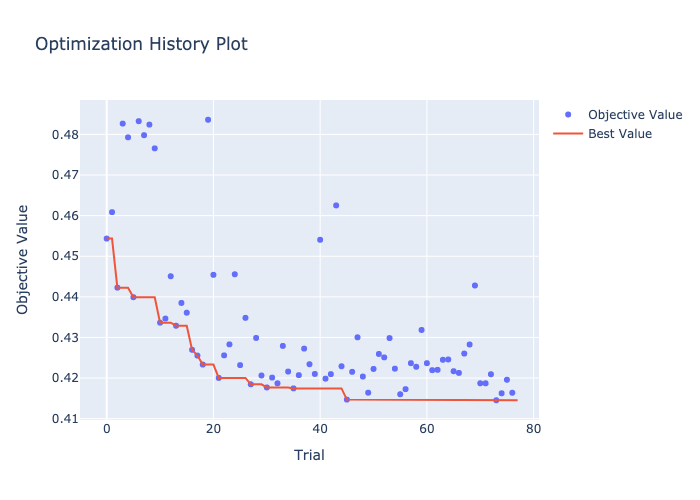 Optimization History Plot
Objective Value
Best Value
0.48
0.47
0.46
0.45
0.44
0.43
0.42
0.41
0
20
40
60
80
Objective Value
Trial